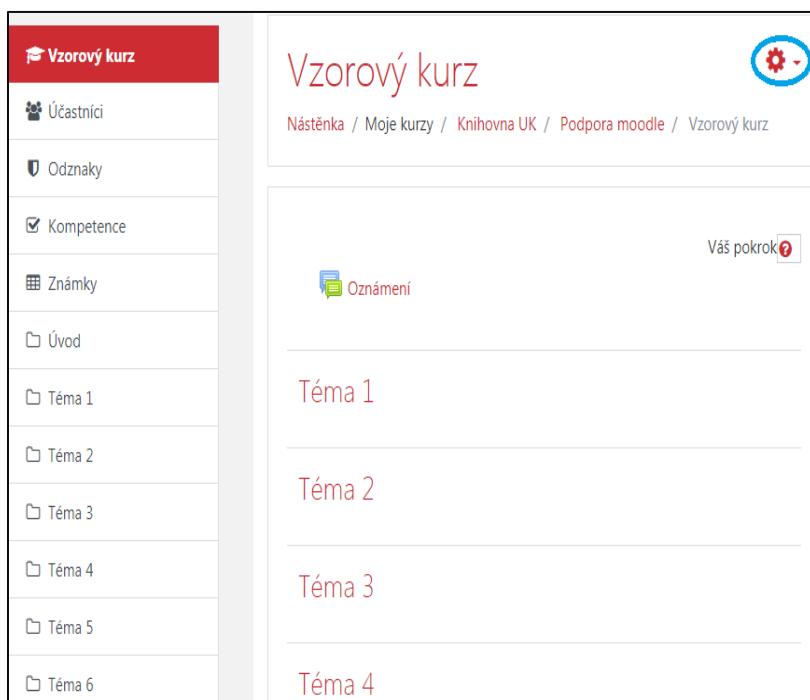 Vzorový kurz
Účastníci
Odznaky
Kompetence
Známky
Úvod
Téma 1
Téma 2
Téma 3
Téma 4
Téma 5
Téma 6
Vzorový kurz
Nástěnka / Moje kurzy / Knihovna UK / Podpora moodle / Vzorový kurz
Váš pokrok
Oznámení
Téma 1
Téma 2
Téma 3
Téma 4